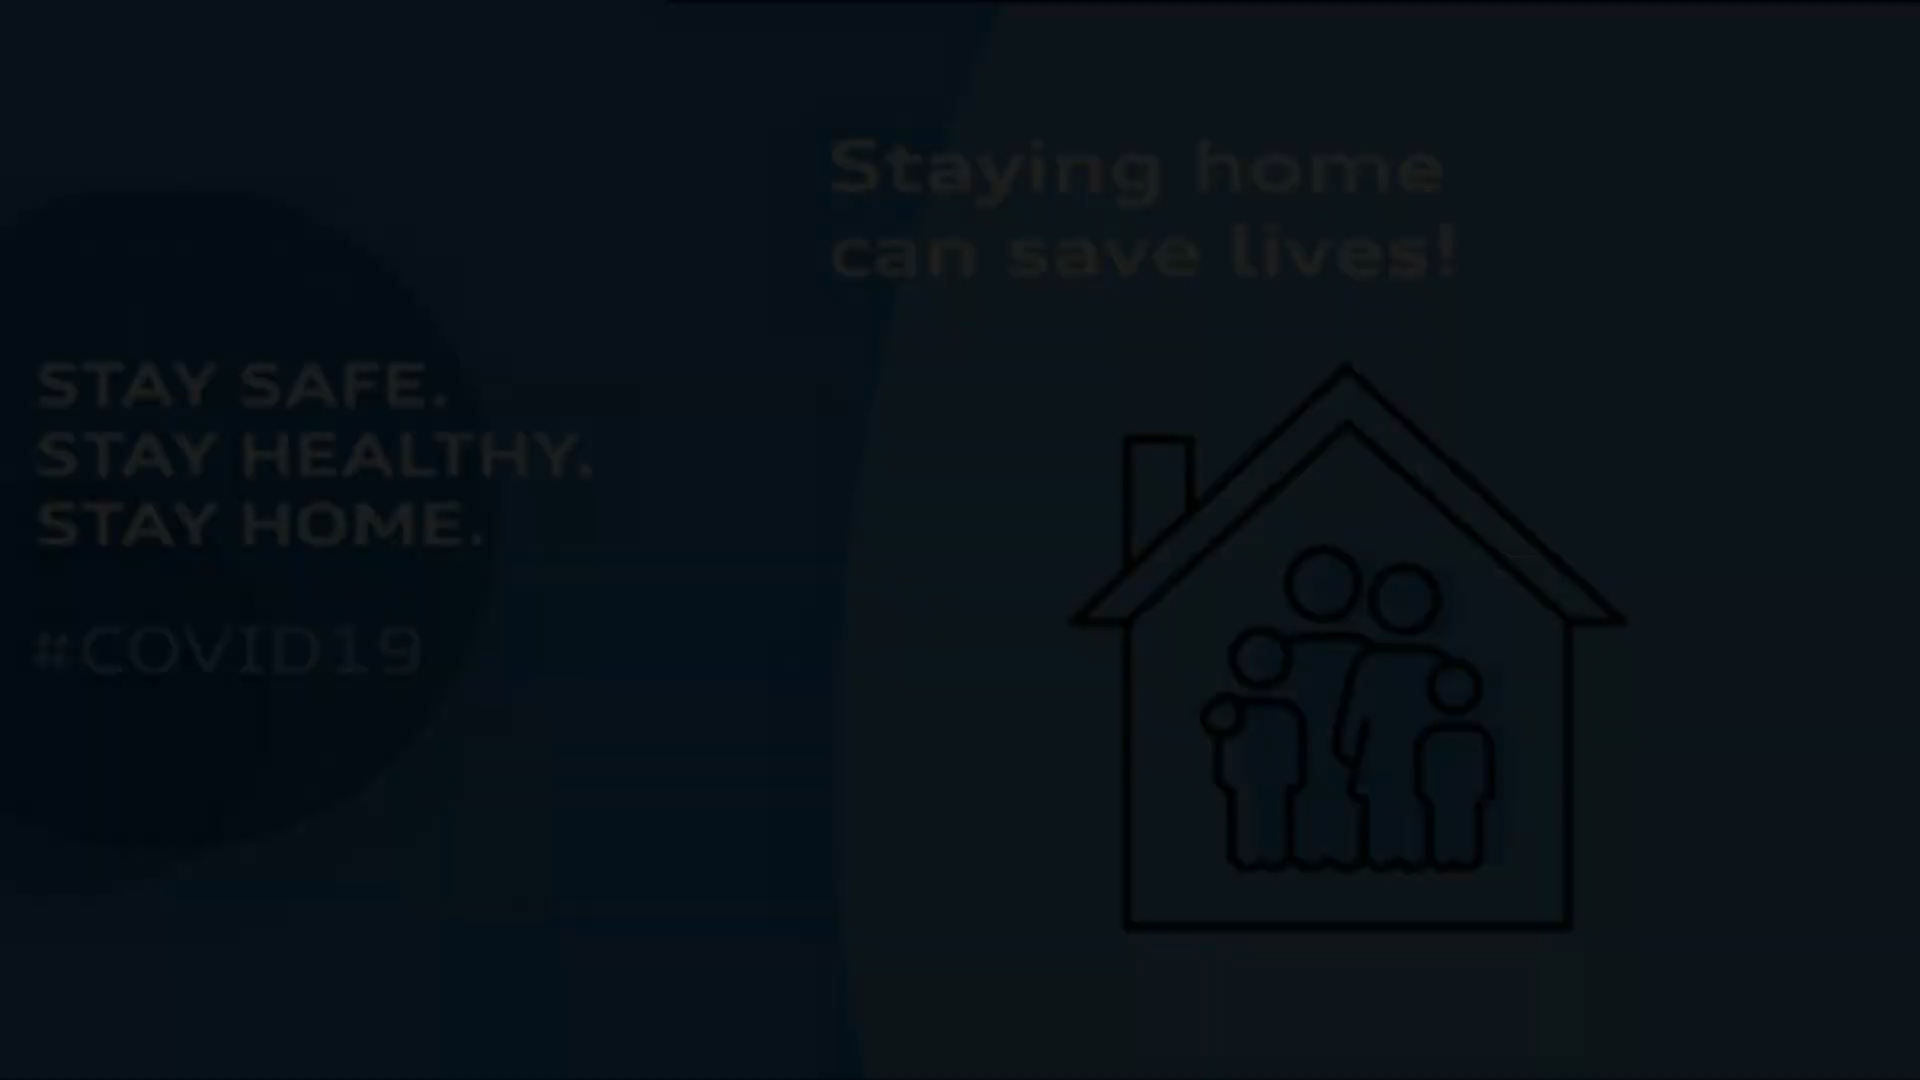 STAY SAFE.
STAY HEALTHY.
STAY HOME.
#COVID19
Staying home
can save lives!